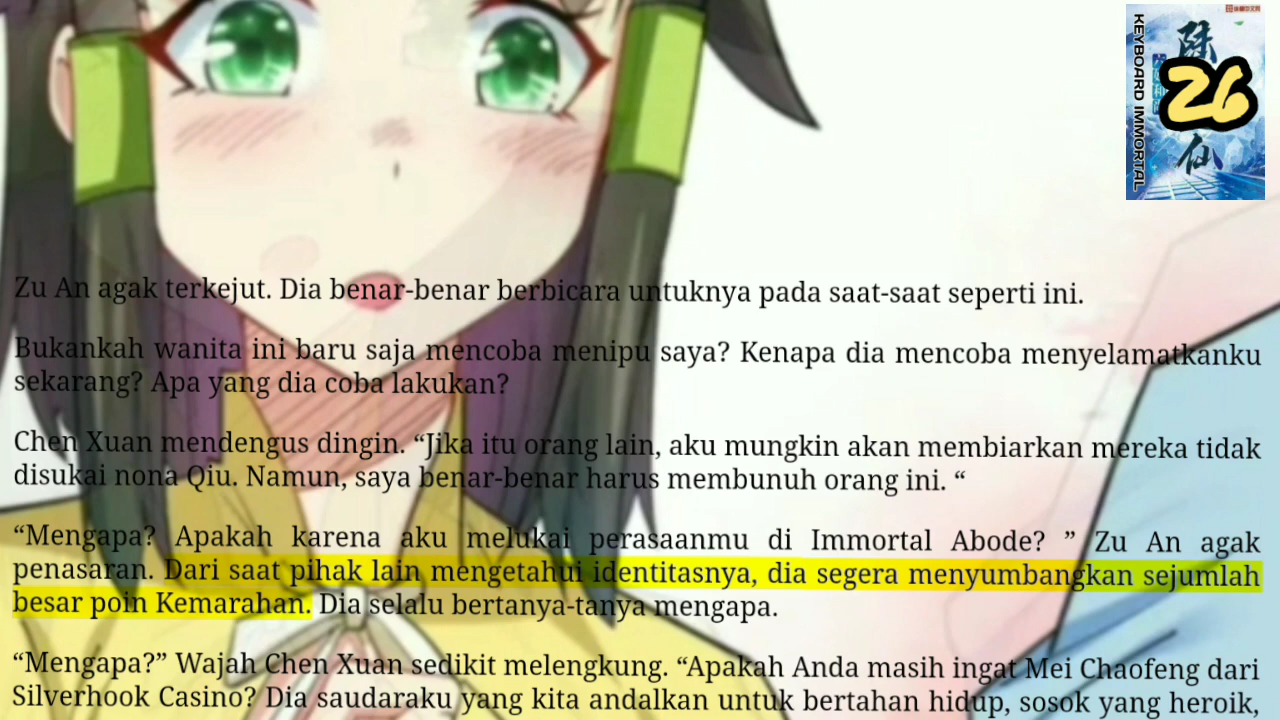 KEYBOARD IMMORTAL
陸
26
仙
Zu An agak terkejut. Dia benar-benar berbicara untuknya pada saat-saat seperti ini.
Bukankah wanita ini baru saja mencoba menipu saya? Kenapa dia mencoba menyelamatkanku
sekarang? Apa yang dia coba lakukan?
Chen Xuan mendengus dingin. “Jika itu orang lain, aku mungkin akan membiarkan mereka tidak
disukai nona Qiu. Namun, saya benar-benar harus membunuh orang ini. “
“Mengapa? Apakah karena aku melukai perasaanmu di Immortal Abode? ” Zu An agak
penasaran. Dari saat pihak lain mengetahui identitasnya, dia segera menyumbangkan sejumlah
besar poin Kemarahan. Dia selalu bertanya-tanya mengapa.
“Mengapa?” Wajah Chen Xuan sedikit melengkung. “Apakah Anda masih ingat Mei Chaofeng dari
Silverhook Casino? Dia saudaraku yang kita andalkan untuk bertahan hidup, sosok yang heroik,